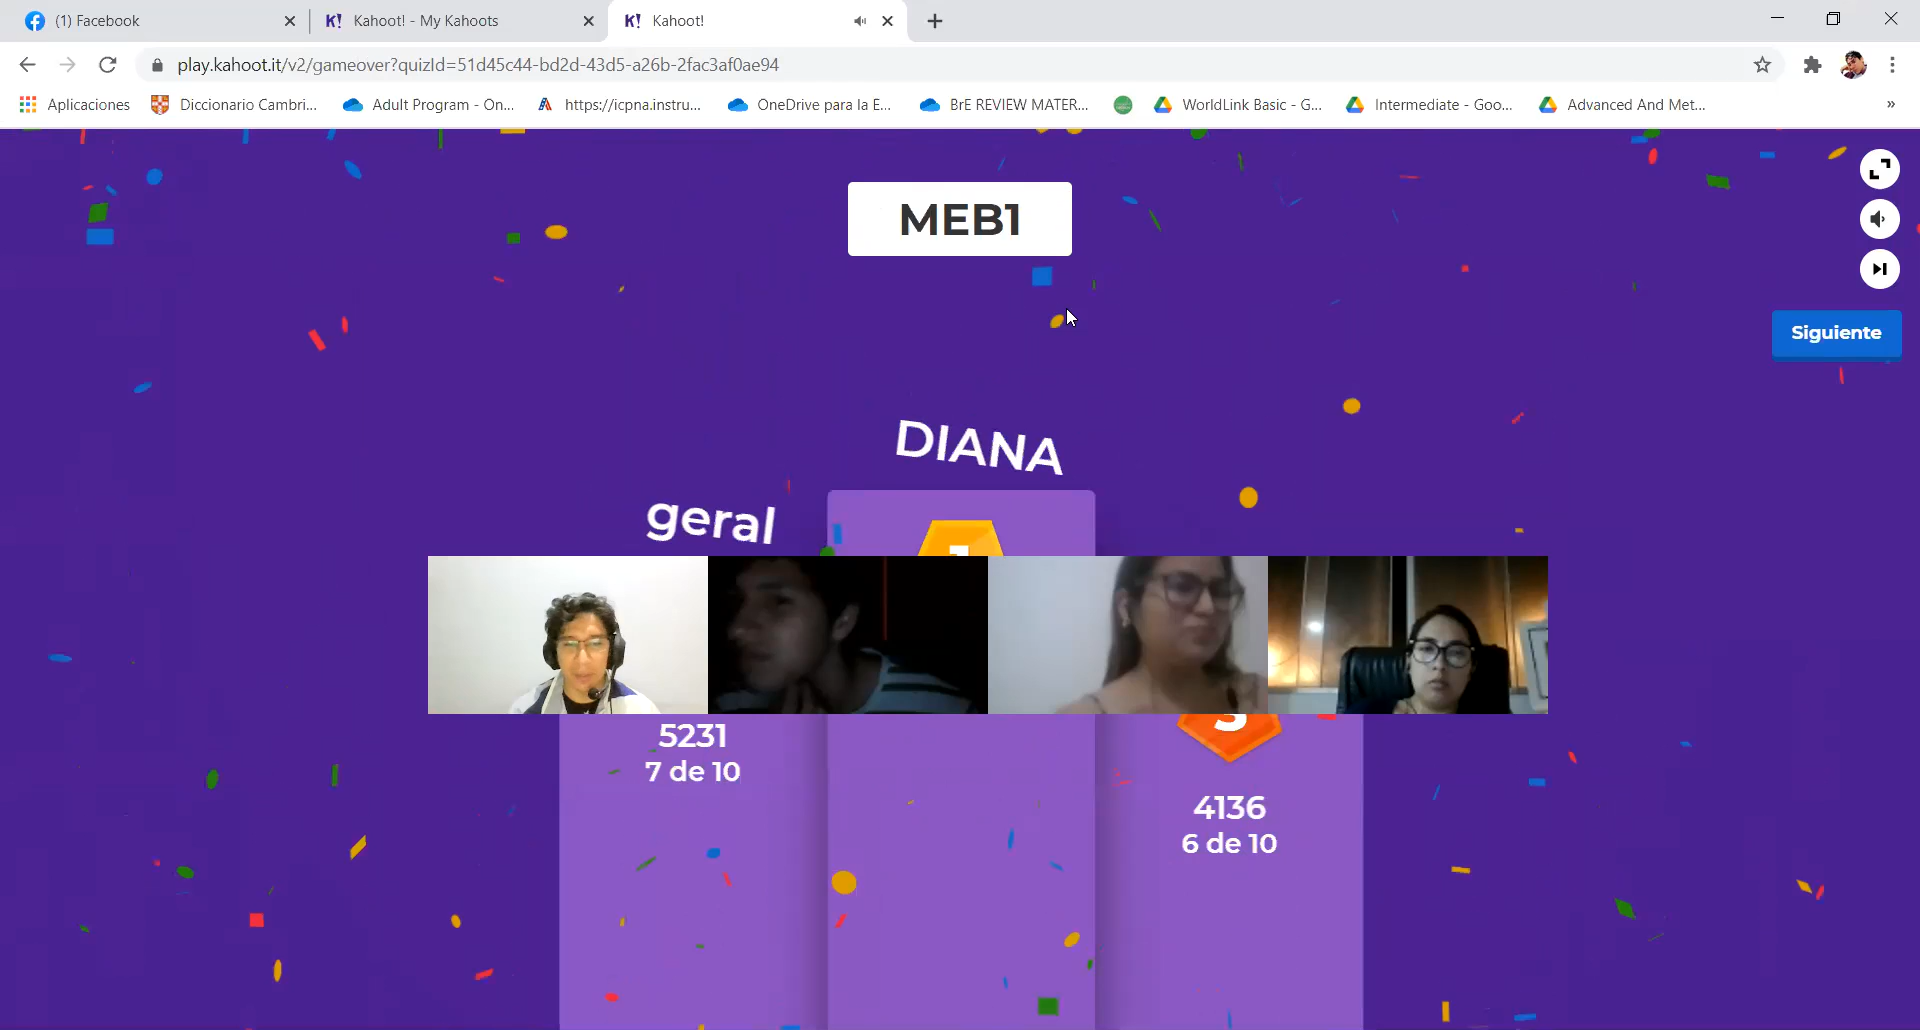 (1) Facebook
Kahoot! - My Kahoots
Kahoot!
play.kahoot.it/v2/gameover?quizId=51d45c44-bd2d-43d5-a26b-2fac3af0ae94
Aplicaciones
Diccionario Cambri...
Adult Program - On...
https://icpna.instru...
OneDrive para la E...
BrE REVIEW MATER...
WorldLink Basic - G...
Intermediate - Goo...
Advanced And Met...
MEB1
Siguiente
DIANA
geral
5231
7 de 10
4136
6 de 10